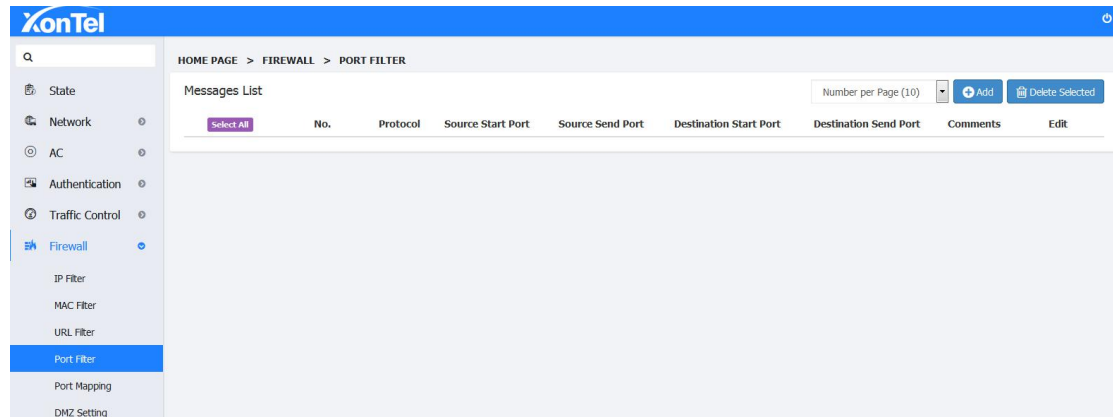 XonTel
HOME PAGE > FIREWALL > PORT FILTER
State
Network
AC
Authentication
Traffic Control
Firewall
IP Filter
MAC Filter
URL Filter
Port Filter
Port Mapping
DMZ Setting
Messages List
Number per Page (10)
Add
Delete Selected
Select All No. Protocol Source Start Port Source Send Port Destination Start Port Destination Send Port Comments Edit